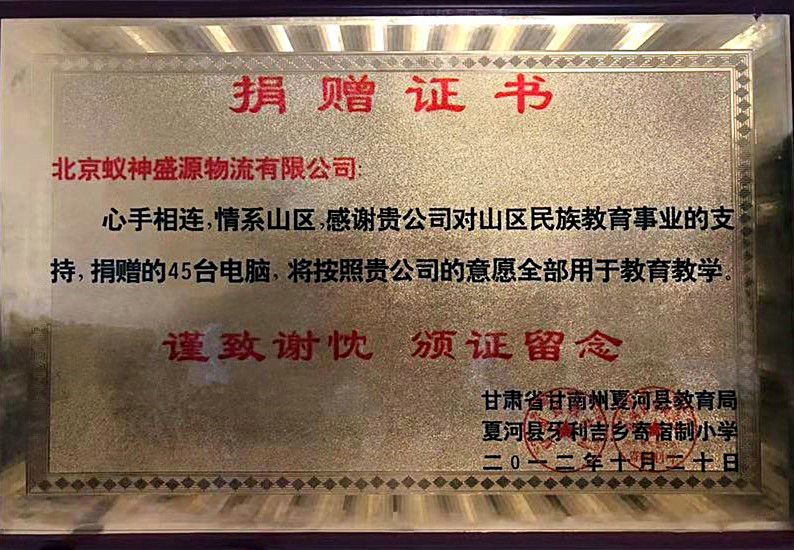 捐赠证书
北京蚁神盛源物流有限公司:
心手相连,情系山区,感谢贵公司对山区民族教育事业的支
持,捐赠的45台电脑,将按照贵公司的意愿全部用于教育教学。
谨致谢忱 颁证留念
甘肃省甘南州夏河县教育局
夏河县牙利吉乡寄宿制小学
二〇一二年十月二十日